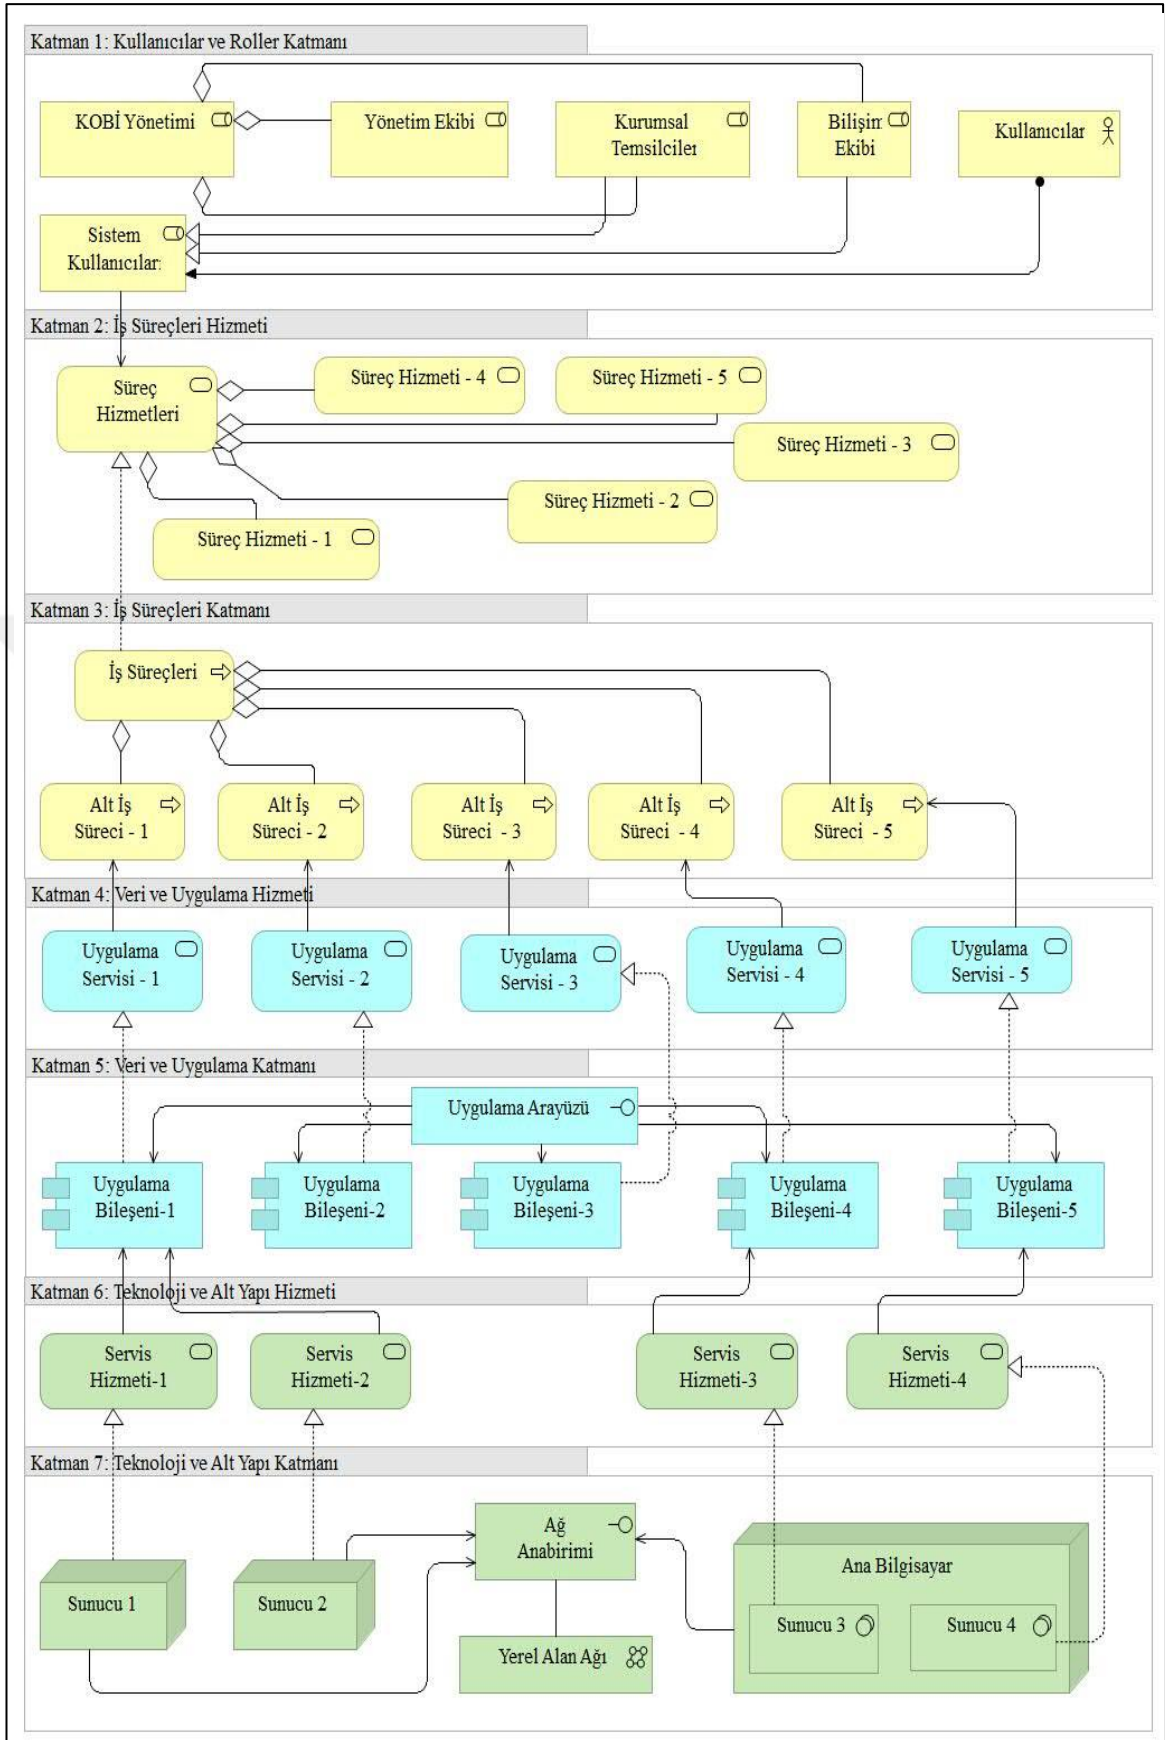 Katman 1: Kullanıcılar ve Roller Katmanı
KOBİ Yönetimi
Yönetim Ekibi
Kurumsal
Temsilciler
Bilişim
Ekibi
Kullanıcılar
Sistem
Kullanıcılar
Katman 2: İş Süreçleri Hizmeti
Süreç
Hizmetleri
Süreç Hizmeti - 4
Süreç Hizmeti - 5
Süreç Hizmeti - 3
Süreç Hizmeti - 2
Süreç Hizmeti - 1
Katman 3: İş Süreçleri Katmanı
İş Süreçleri
Alt İş
Süreci - 1
Alt İş
Süreci - 2
Alt İş
Süreci - 3
Alt İş
Süreci - 4
Alt İş
Süreci - 5
Katman 4: Veri ve Uygulama Hizmeti
Uygulama
Servisi - 1
Uygulama
Servisi - 2
Uygulama
Servisi - 3
Uygulama
Servisi - 4
Uygulama
Servisi - 5
Katman 5: Veri ve Uygulama Katmanı
Uygulama Arayüzü
Uygulama
Bileşeni-1
Uygulama
Bileşeni-2
Uygulama
Bileşeni-3
Uygulama
Bileşeni-4
Uygulama
Bileşeni-5
Katman 6: Teknoloji ve Alt Yapı Hizmeti
Servis
Hizmeti-1
Servis
Hizmeti-2
Servis
Hizmeti-3
Servis
Hizmeti-4
Katman 7: Teknoloji ve Alt Yapı Katmanı
Ağ
Anabirimi
Ana Bilgisayar
Sunucu 1
Sunucu 2
Sunucu 3
Sunucu 4
Yerel Alan Ağı